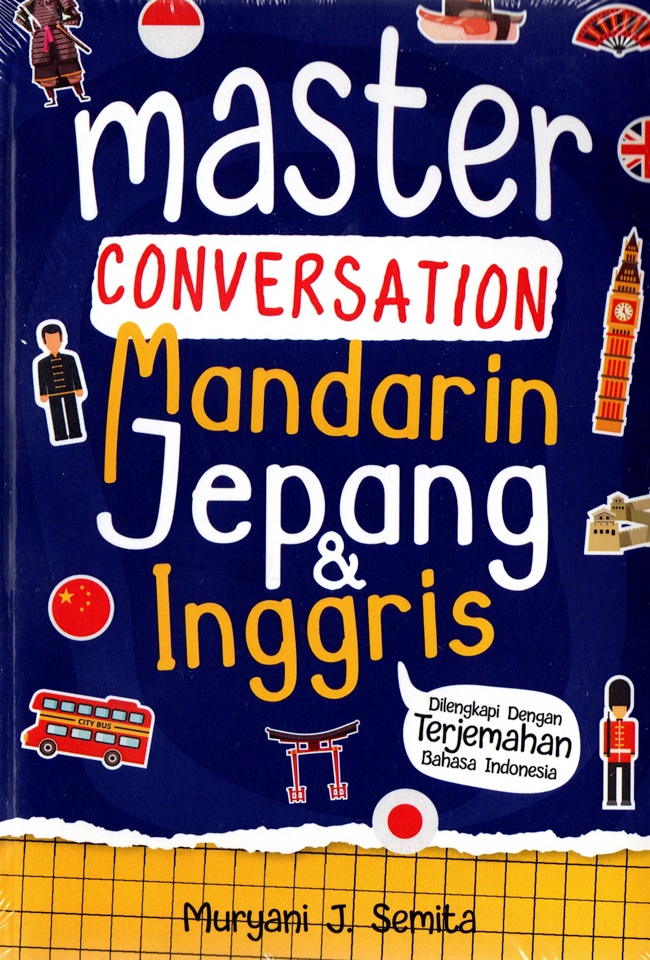 master
CONVERSATION
Mandarin
Jepang
&
Inggris
CITY BUS
Dilengkapi Dengan
Terjemahan
Bahasa Indonesia
Muryani J. Semita